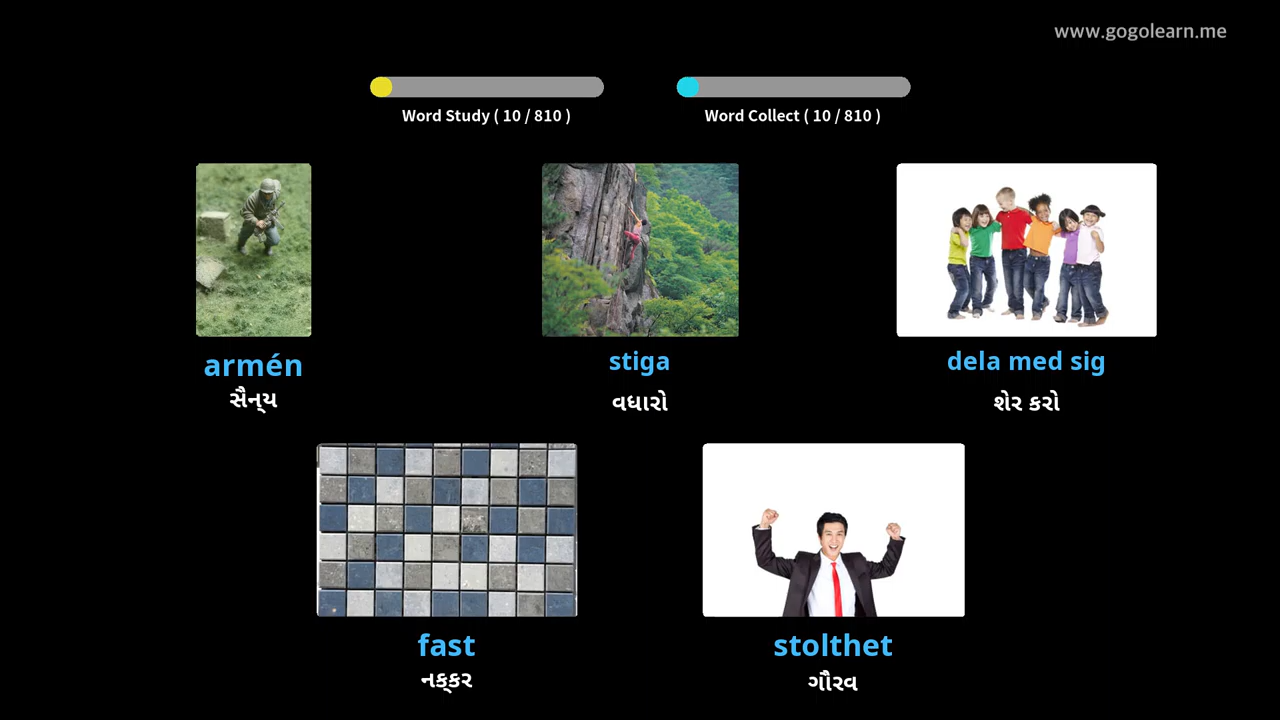 www.gogolearn.me
Word Study ( 10 / 810 )
Word Collect ( 10 / 810 )
armén
સૈન્ય
stiga
વધારો
dela med sig
શેર કરો
fast
નક્કર
stolthet
ગૌરવ